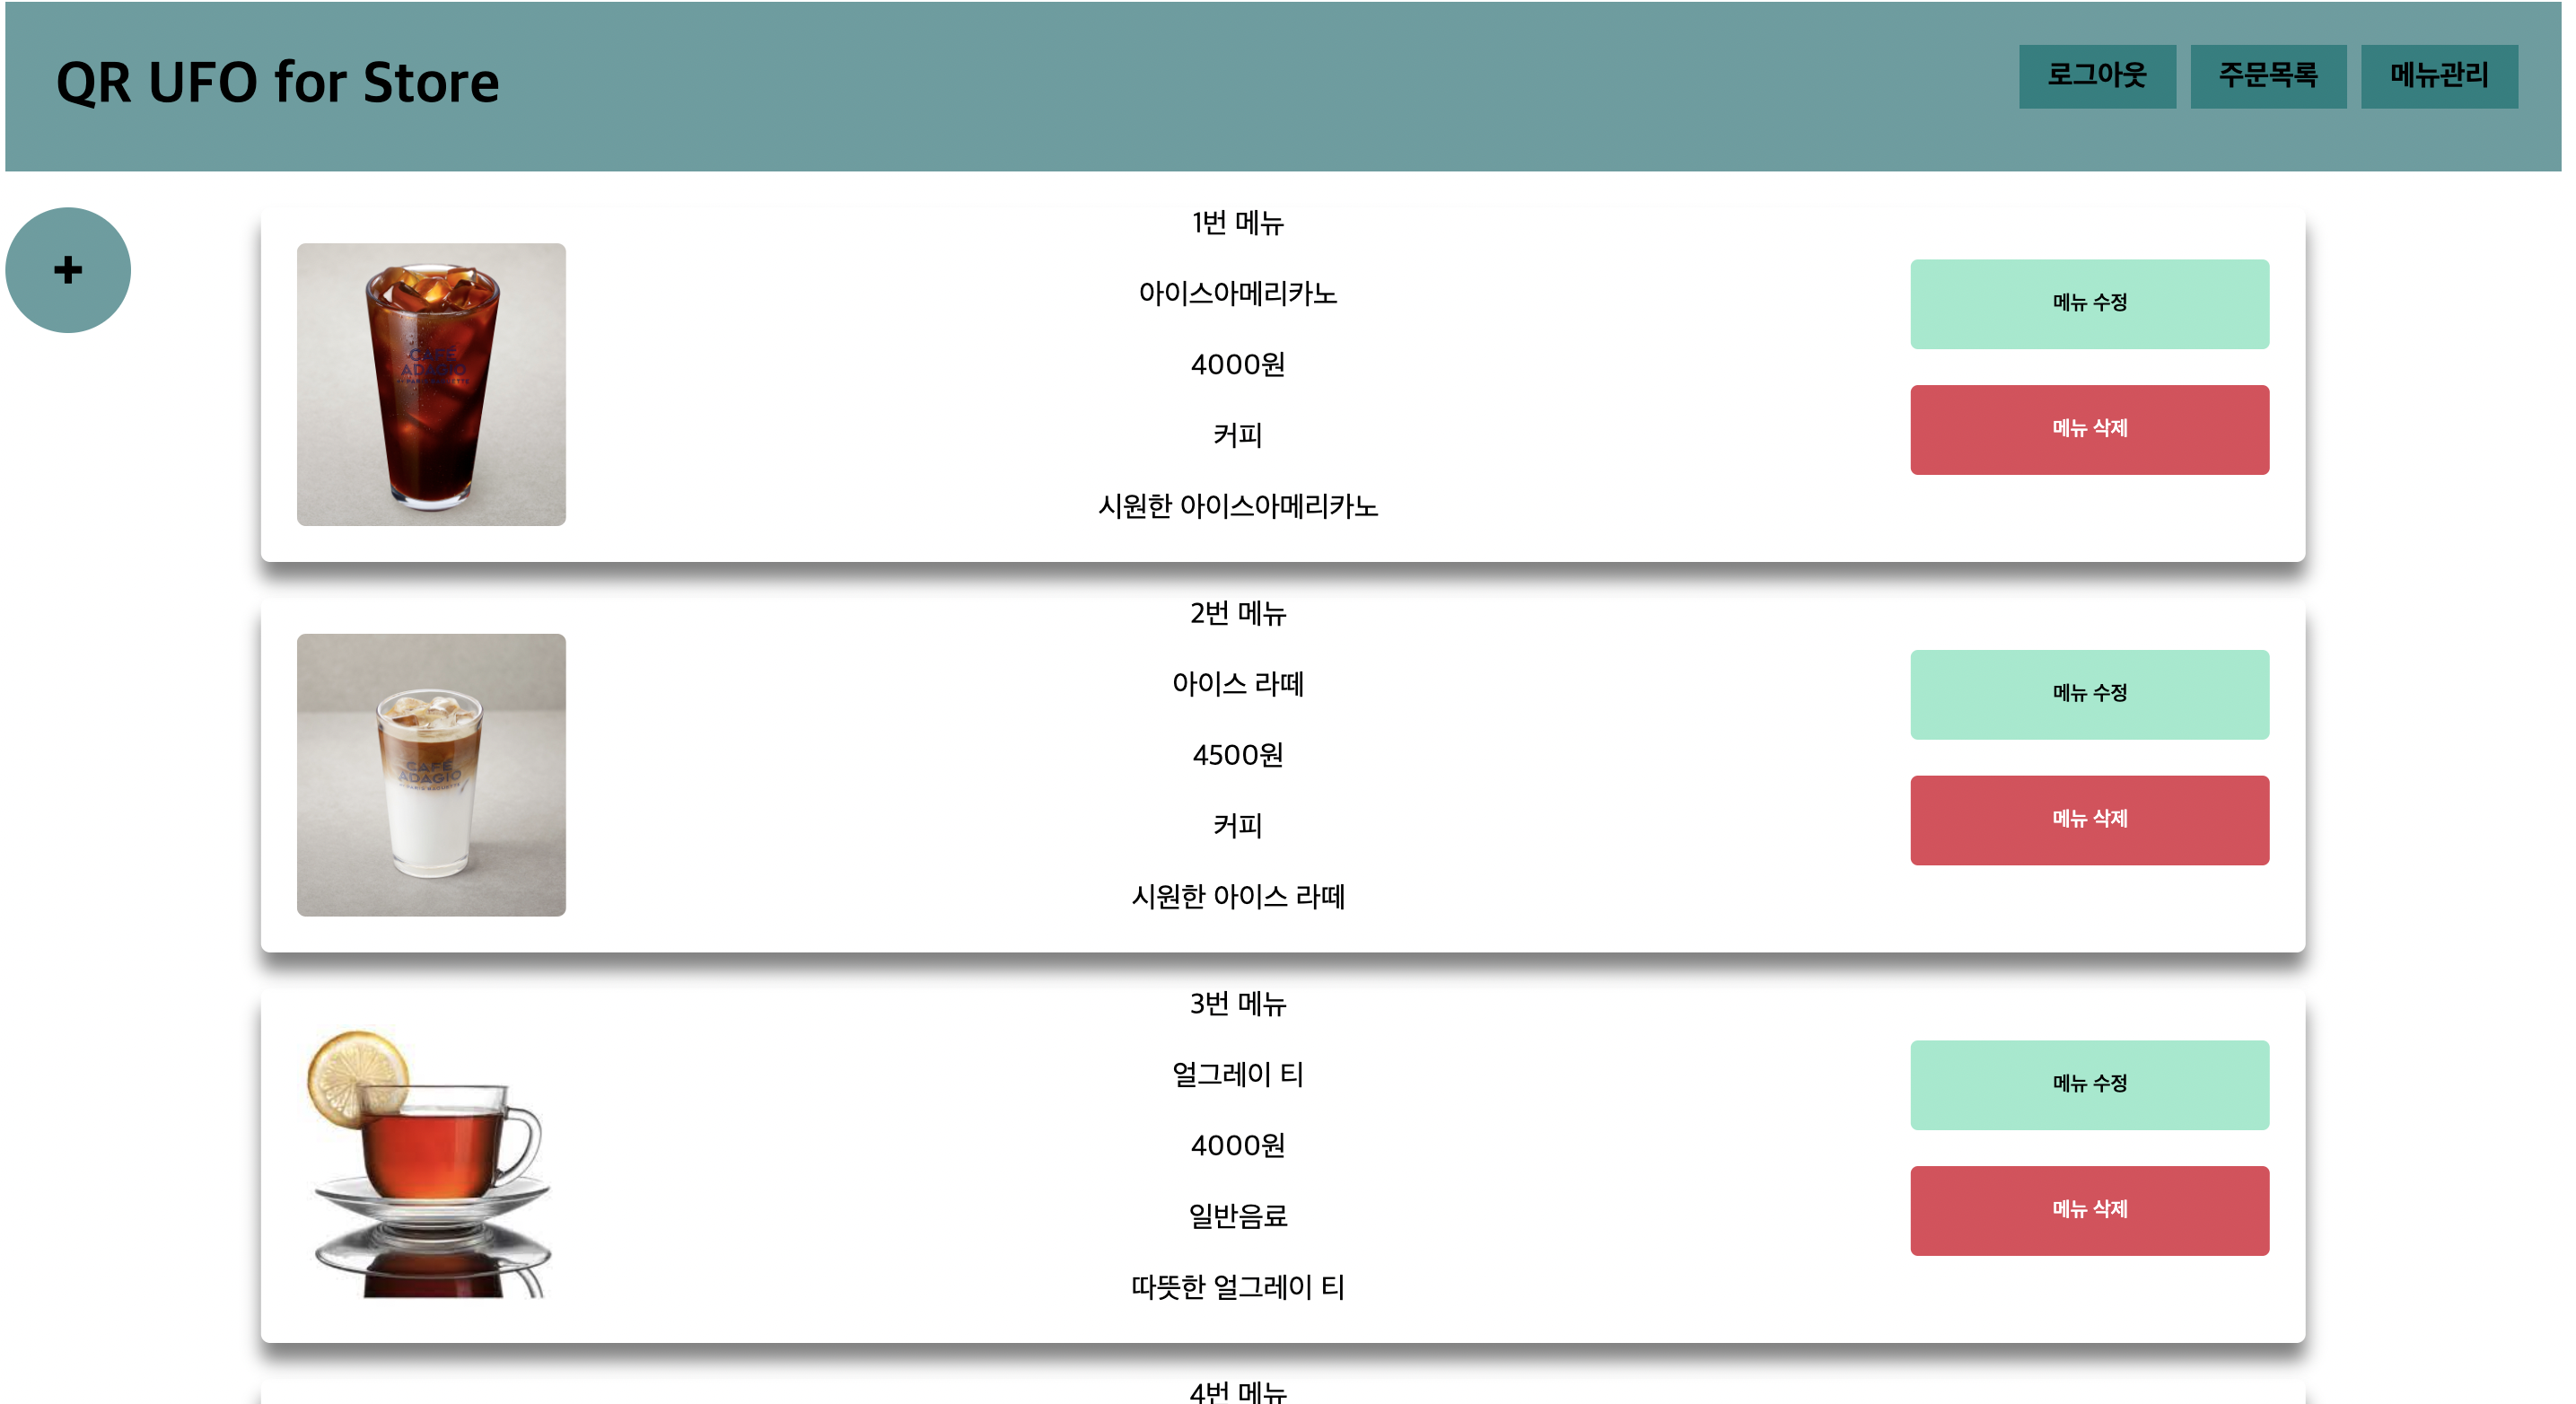 QR UFO for Store
로그아웃
주문목록
메뉴관리
+
1번 메뉴
아이스아메리카노
4000원
커피
시원한 아이스아메리카노
메뉴 수정
메뉴 삭제
CAFÉ
ADAGIO
2번 메뉴
아이스 라떼
4500원
커피
시원한 아이스 라떼
메뉴 수정
메뉴 삭제
CAFÉ
ADAGIO
3번 메뉴
얼그레이 티
4000원
일반음료
따뜻한 얼그레이 티
메뉴 수정
메뉴 삭제
4번 메뉴